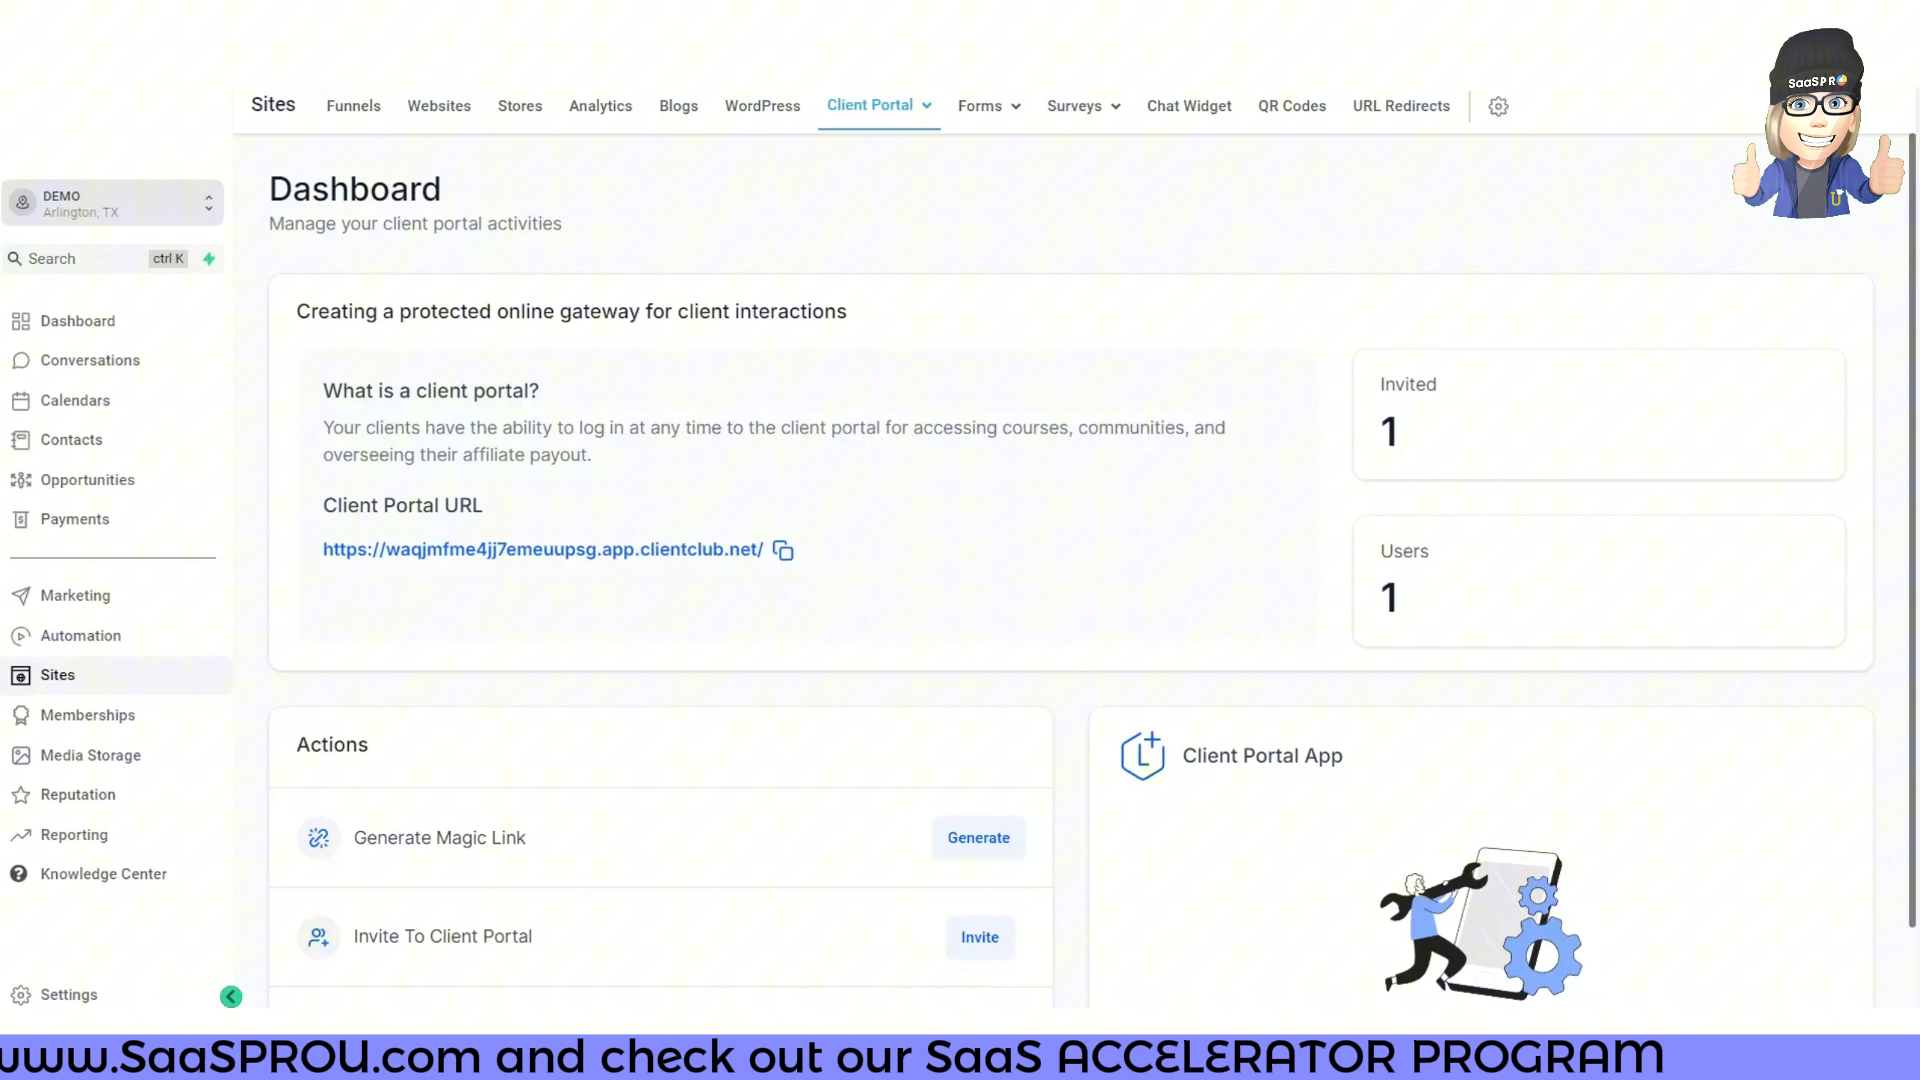 SaaSPRO
Sites Funnels Websites Stores Analytics Blogs WordPress Client Portal Forms Surveys Chat Widget QR Codes URL Redirects
DEMO
Arlington, TX
Search ctrl K
Dashboard
Conversations
Calendars
Contacts
Opportunities
Payments
Marketing
Automation
Sites
Memberships
Media Storage
Reputation
Reporting
Knowledge Center
Settings
Dashboard
Manage your client portal activities
Creating a protected online gateway for client interactions
What is a client portal?
Your clients have the ability to log in at any time to the client portal for accessing courses, communities, and
overseeing their affiliate payout.
Client Portal URL
https://waqjmfme4jj7emeuupsg.app.clientclub.net/
Invited
1
Users
1
Actions
Generate Magic Link Generate
Invite To Client Portal Invite
Client Portal App
www.SaaSPROU.com and check out our SaaS ACCELERATOR PROGRAM